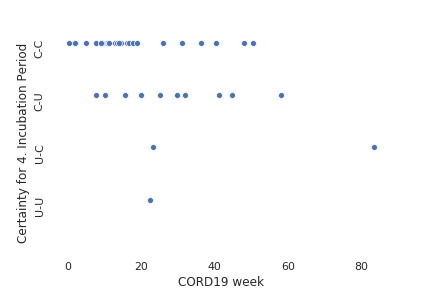 Certainty for 4. Incubation Period
C-C
C-U
U-C
U-U
0 20 40 60 80
CORD19 week